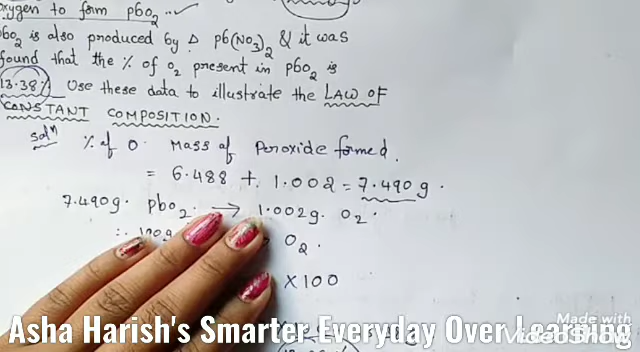 oxygen to form pbo2
pbo2 is also produced by Δ pb(NO3)2 & it was
found that the % of O2 present in pbo2 is
13.38% Use these data to illustrate the LAW OF
CONSTANT COMPOSITION.
Solⁿ % of O. Mass of Peroxide formed.
= 6.488 + 1.002 = 7.490g.
7.490g. pbo2. → 1.002g. O2.
∴ 100g O2.
X100
Asha Harish's Smarter Everyday Over Learning
Made with
VideoShow